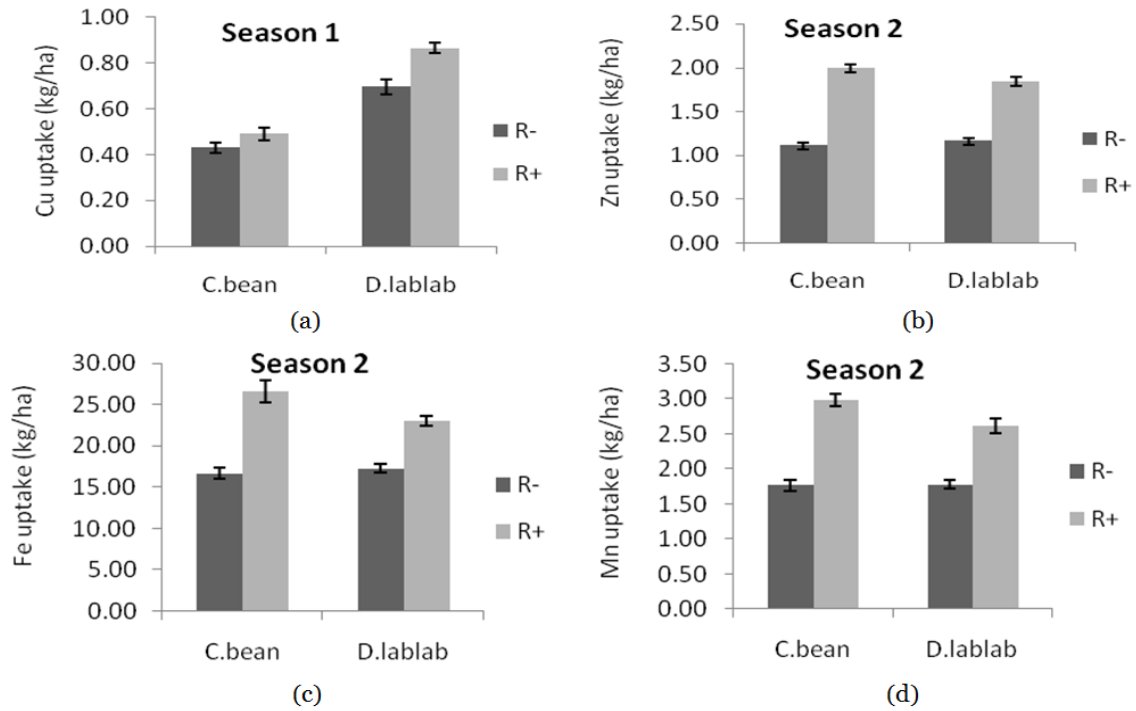 Season 1
Cu uptake (kg/ha)
1.00
0.80
0.60
0.40
0.20
0.00
C.bean
D.lablab
R-
R+
(a)
Season 2
Zn uptake (kg/ha)
2.50
2.00
1.50
1.00
0.50
0.00
C.bean
D.lablab
R-
R+
(b)
Season 2
Fe uptake (kg/ha)
30.00
25.00
20.00
15.00
10.00
5.00
0.00
C.bean
D.lablab
R-
R+
(c)
Season 2
Mn uptake (kg/ha)
3.50
3.00
2.50
2.00
1.50
1.00
0.50
0.00
C.bean
D.lablab
R-
R+
(d)